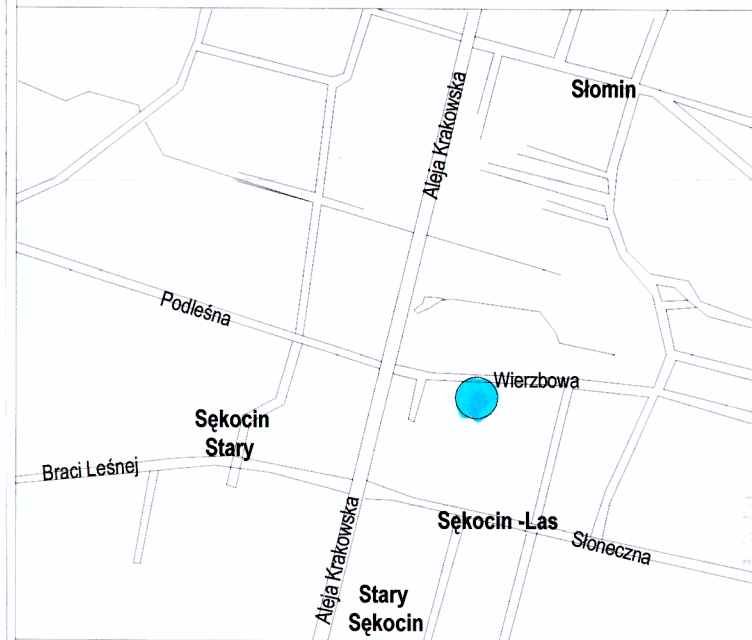 Słomin
Aleja Krakowska
Podleśna
Wierzbowa
Sękocin
Stary
Braci Leśnej
Sękocin -Las
Słoneczna
Aleja Krakowska
Stary
Sękocin